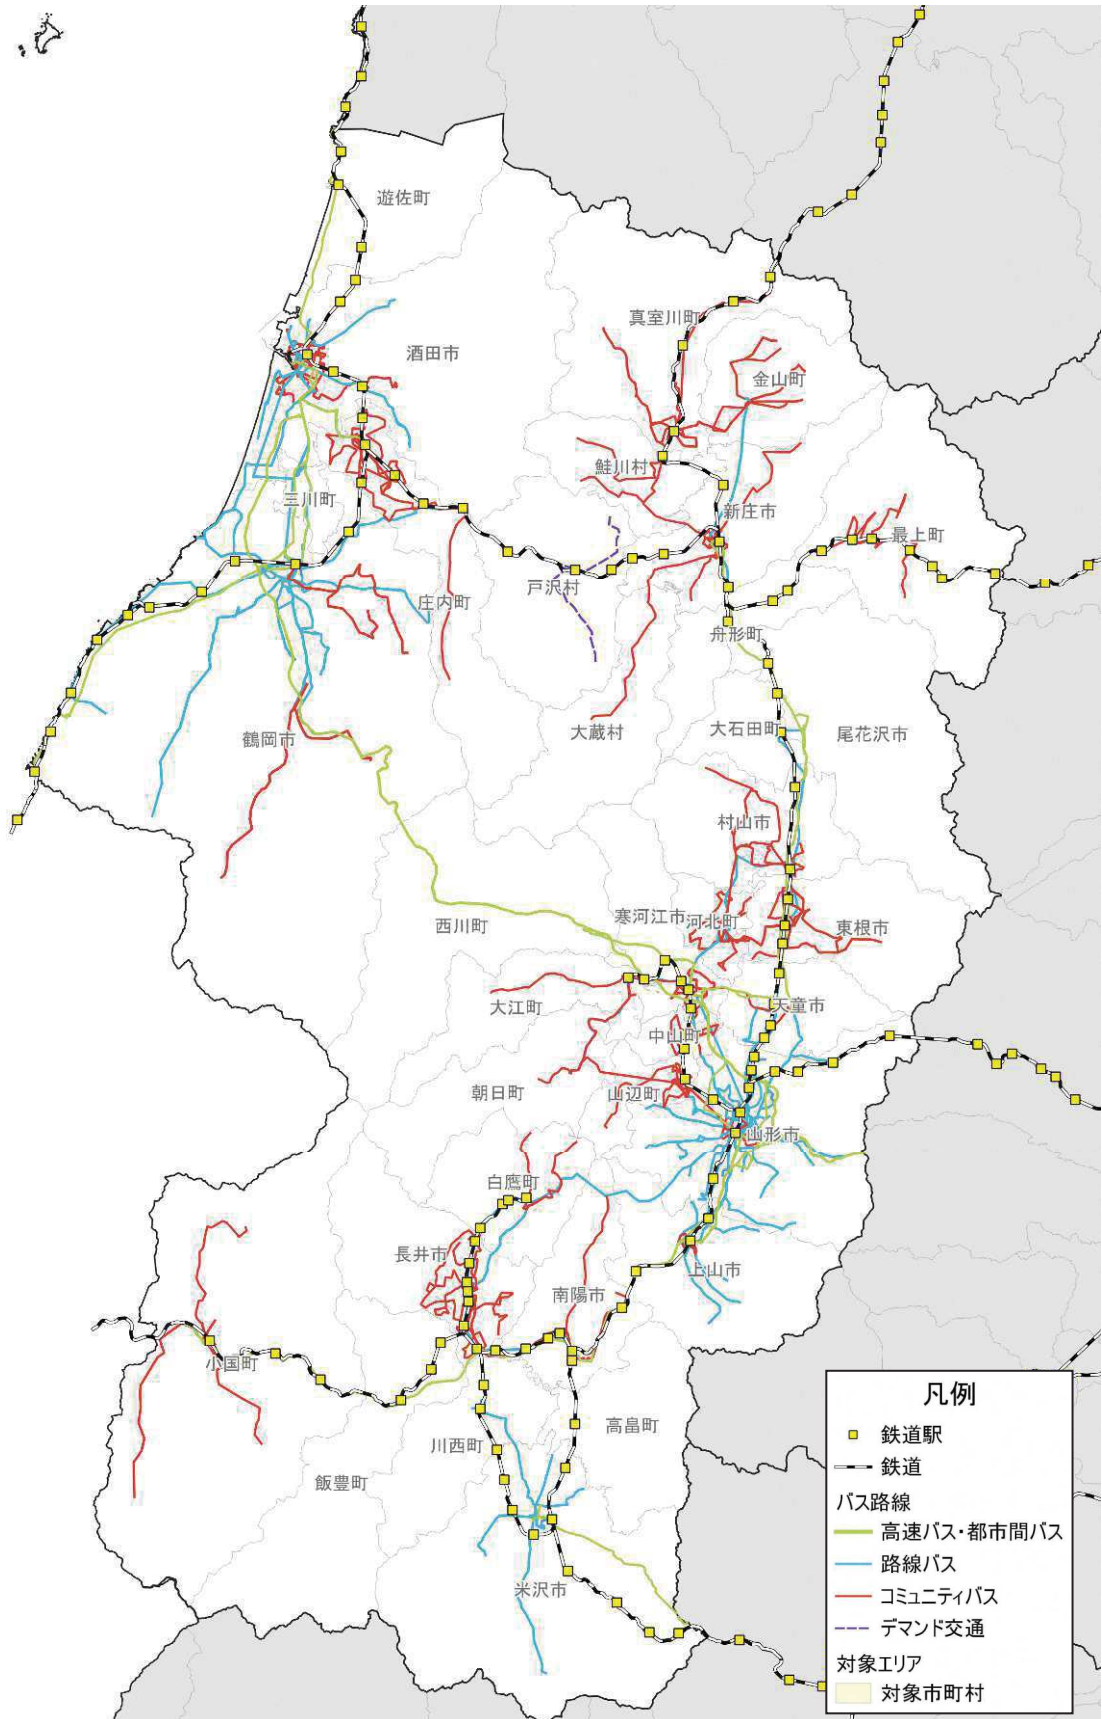 遊佐町
酒田市
真室川町
金山町
鮭川村
三川町
新庄市
最上町
戸沢村
庄内町
舟形町
大蔵村
大石田町
尾花沢市
鶴岡市
村山市
西川町
寒河江市
河北町
東根市
大江町
天童市
中山町
朝日町
山辺町
山形市
白鷹町
長井市
南陽市
上山市
小国町
高畠町
川西町
飯豊町
米沢市
凡例
鉄道駅
鉄道
バス路線
高速バス・都市間バス
路線バス
コミュニティバス
デマンド交通
対象エリア
対象市町村